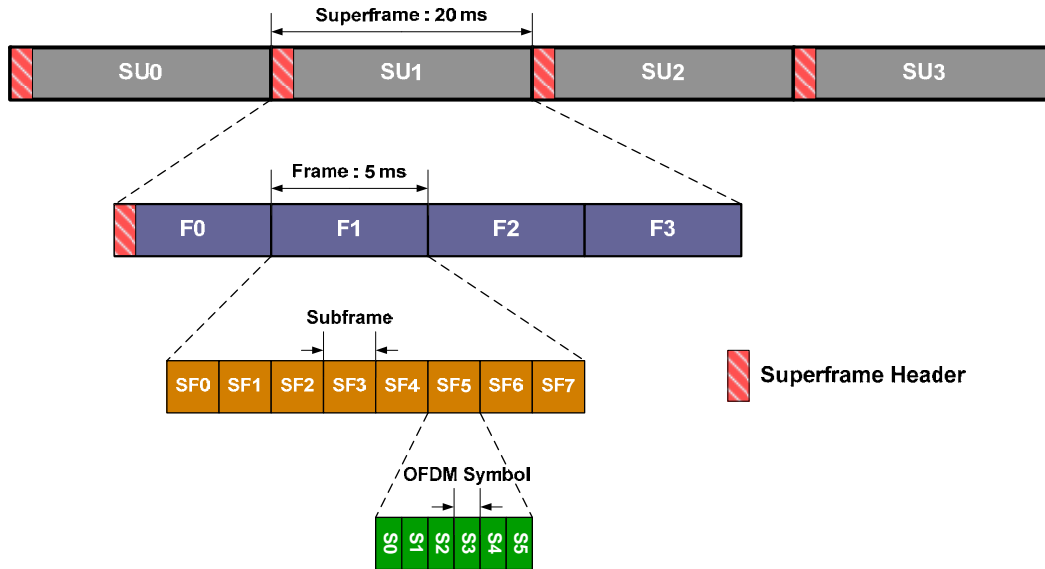 Superframe : 20 ms
SU0 SU1 SU2 SU3
Frame : 5 ms
F0 F1 F2 F3
Subframe
SF0 SF1 SF2 SF3 SF4 SF5 SF6 SF7
Superframe Header
OFDM Symbol
S0 S1 S2 S3 S4 S5